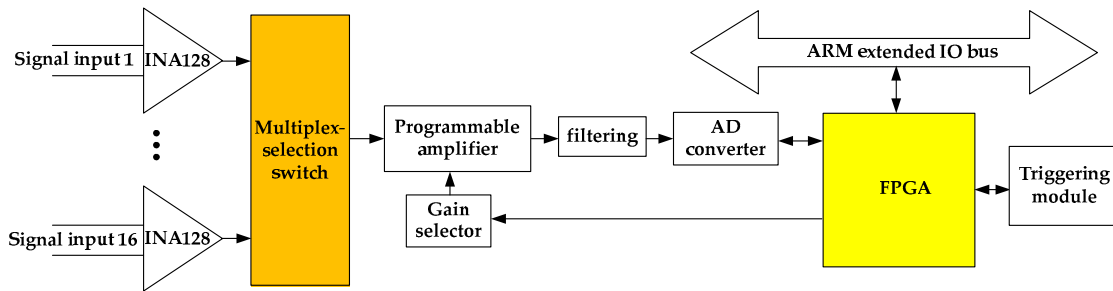 Signal input 1
INA128
Signal input 16
INA128
Multiplex-
selection
switch
Programmable
amplifier
Gain
selector
filtering
AD
converter
ARM extended IO bus
FPGA
Triggering
module